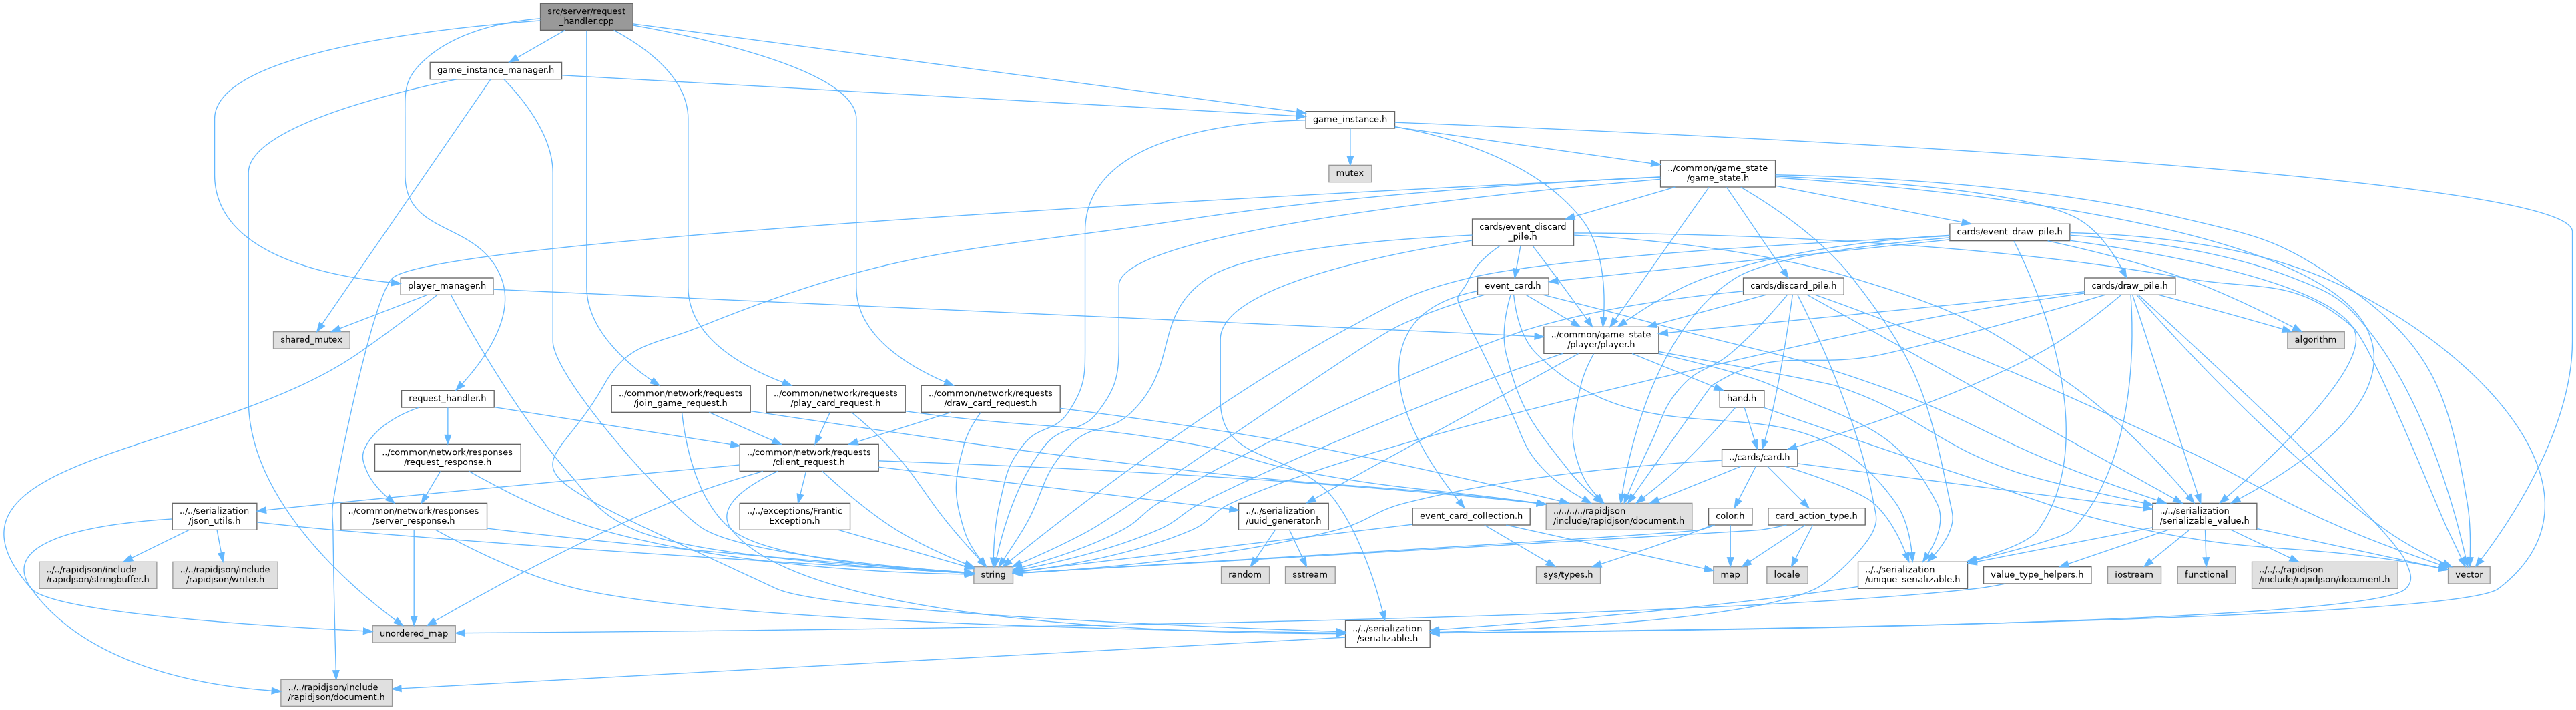 src/server/request
_handler.cpp
game_instance_manager.h
game_instance.h
mutex
../common/game_state
/game_state.h
cards/event_discard
_pile.h
cards/event_draw_pile.h
player_manager.h
event_card.h
cards/discard_pile.h
cards/draw_pile.h
shared_mutex
../common/game_state
/player/player.h
algorithm
request_handler.h
../common/network/requests
/join_game_request.h
../common/network/requests
/play_card_request.h
../common/network/requests
/draw_card_request.h
hand.h
../common/network/responses
/request_response.h
../common/network/requests
/client_request.h
../cards/card.h
../../serialization
/json_utils.h
../common/network/responses
/server_response.h
../../exceptions/Frantic
Exception.h
../../serialization
/uuid_generator.h
event_card_collection.h
../../../../rapidjson
/include/rapidjson/document.h
color.h
card_action_type.h
../../serialization
/serializable_value.h
../../rapidjson/include
/rapidjson/stringbuffer.h
../../rapidjson/include
/rapidjson/writer.h
string
random
sstream
sys/types.h
map
locale
../../serialization
/unique_serializable.h
value_type_helpers.h
iostream
functional
../../../rapidjson
/include/rapidjson/document.h
vector
unordered_map
../../serialization
/serializable.h
../../rapidjson/include
/rapidjson/document.h